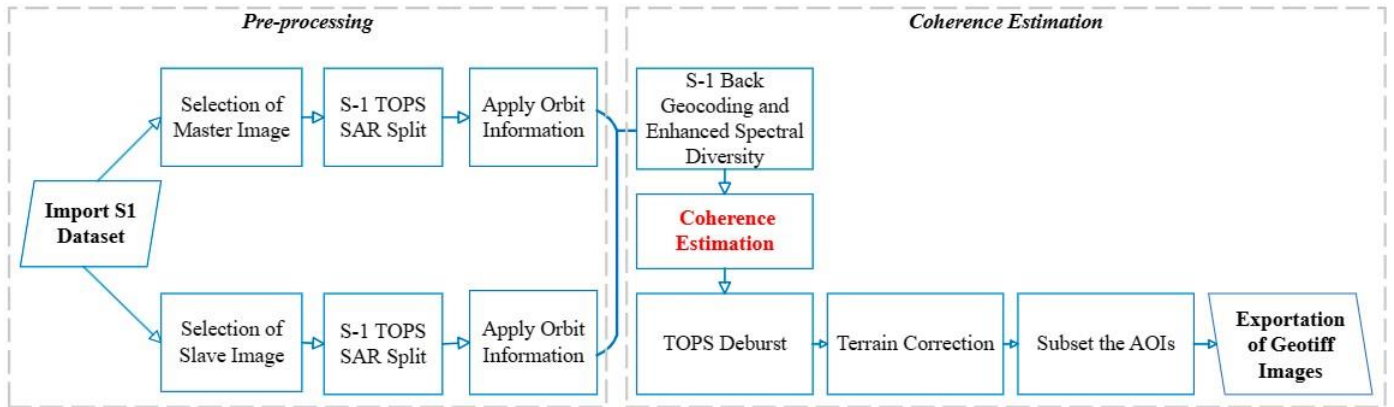 Pre-processing
Import S1
Dataset
Selection of
Master Image
S-1 TOPS
SAR Split
Apply Orbit
Information
Selection of
Slave Image
S-1 TOPS
SAR Split
Apply Orbit
Information
Coherence Estimation
S-1 Back
Geocoding and
Enhanced Spectral
Diversity
Coherence
Estimation
TOPS Deburst
Terrain Correction
Subset the AOIs
Exportation
of Geotiff
Images